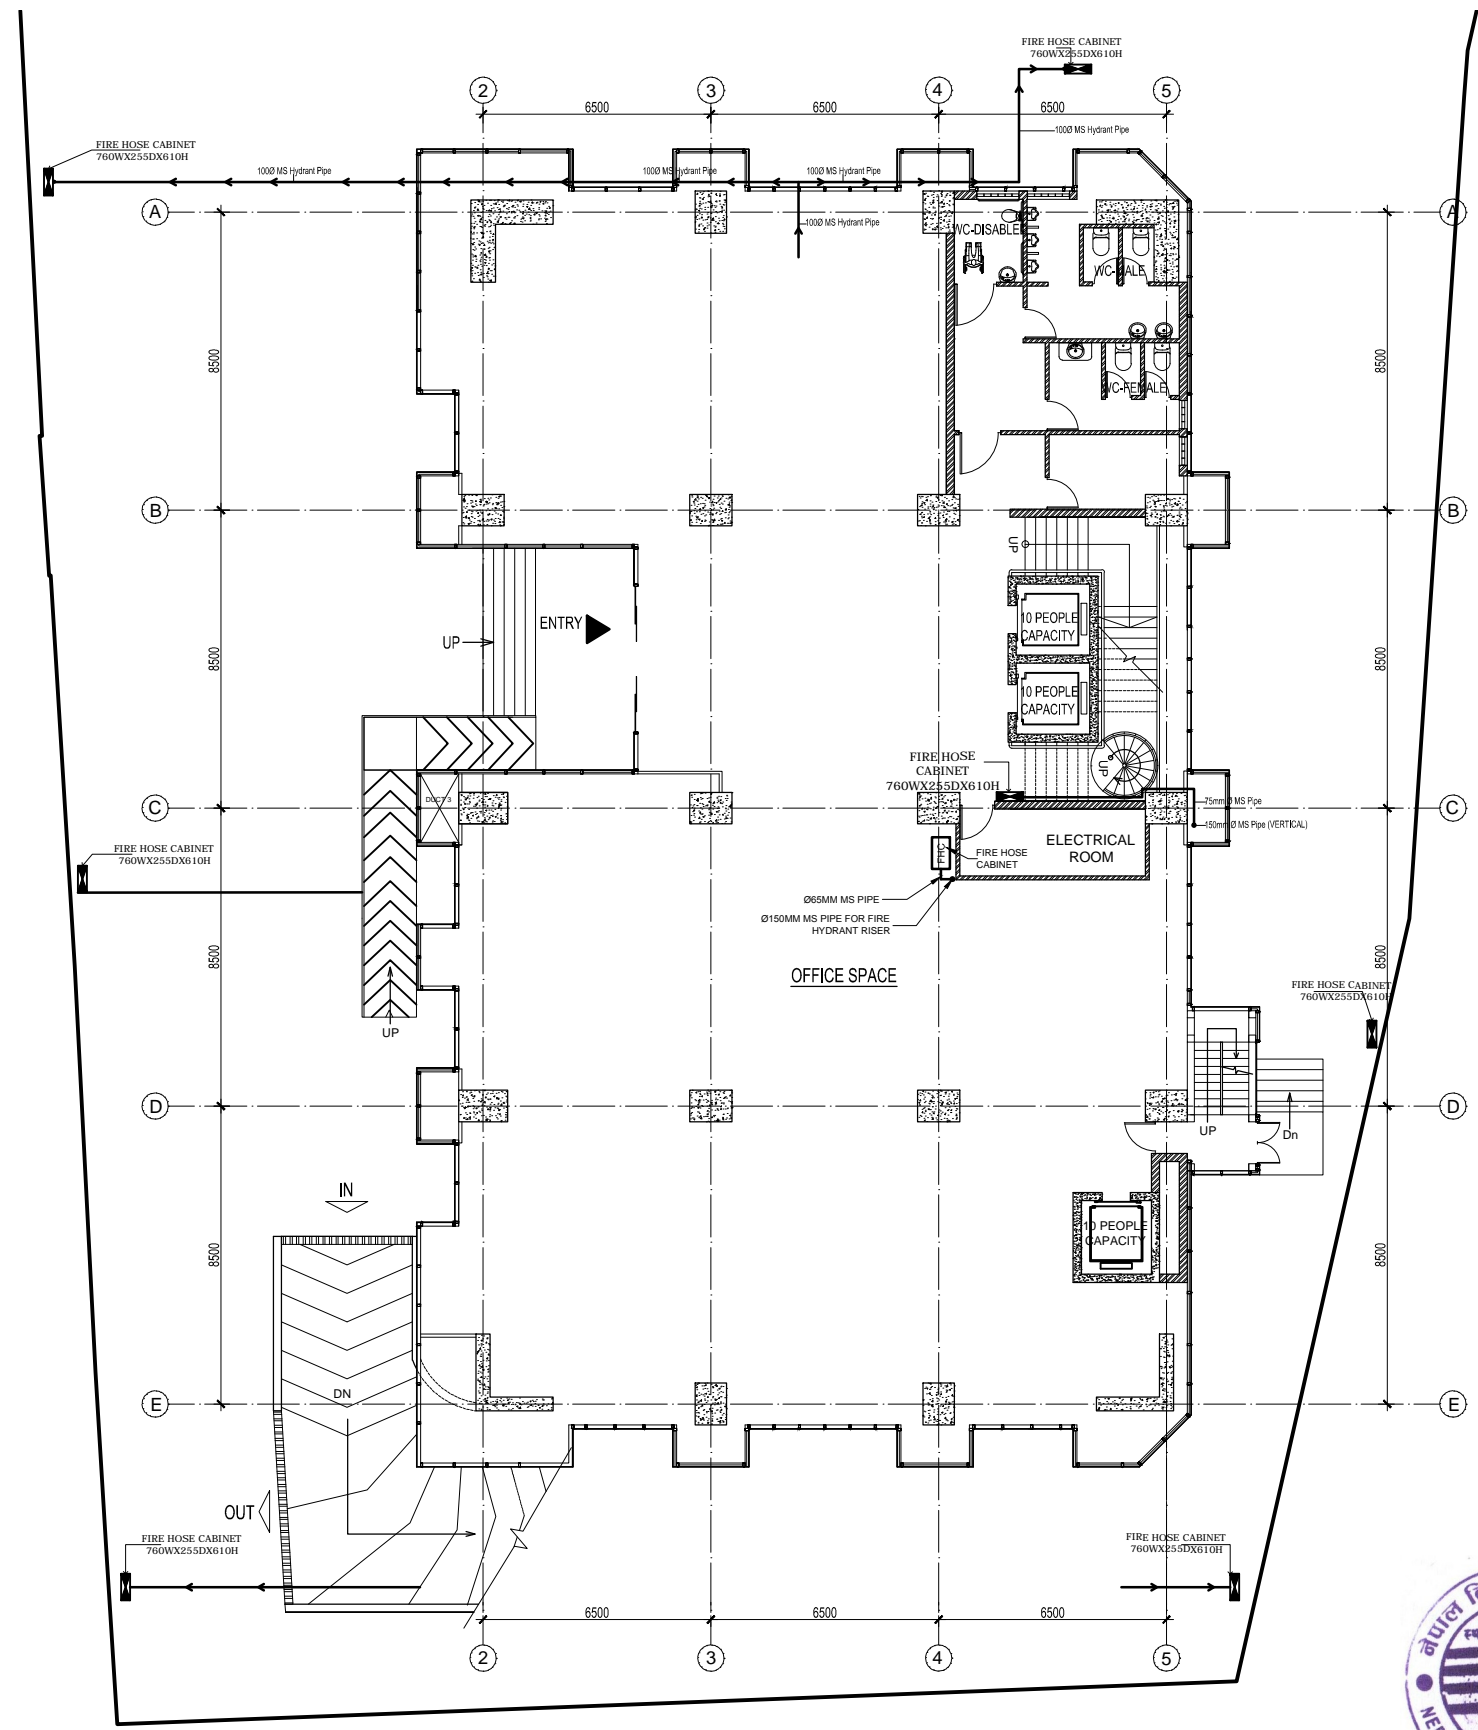 FIRE HOSE CABINET
760WX255DX610H
2
3
4
5
6500
6500
6500
100Ø MS Hydrant Pipe
FIRE HOSE CABINET
760WX255DX610H
100Ø MS Hydrant Pipe
100Ø MS Hydrant Pipe
100Ø MS Hydrant Pipe
A
A
100Ø MS Hydrant Pipe
WC-DISABLE
WC-MALE
8500
8500
WC-FEMALE
B
B
UP
ENTRY
UP
10 PEOPLE
CAPACITY
8500
8500
10 PEOPLE
CAPACITY
FIRE HOSE
CABINET
760WX255DX610H
UP
DUCT 3
C
C
75mm Ø MS Pipe
150mm Ø MS Pipe (VERTICAL)
FIRE HOSE CABINET
760WX255DX610H
ELECTRICAL
ROOM
FHC
FIRE HOSE
CABINET
Ø65MM MS PIPE
Ø150MM MS PIPE FOR FIRE
HYDRANT RISER
8500
8500
OFFICE SPACE
FIRE HOSE CABINET
760WX255DX610H
UP
D
D
UP
Dn
IN
10 PEOPLE
CAPACITY
8500
8500
DN
E
E
OUT
FIRE HOSE CABINET
760WX255DX610H
FIRE HOSE CABINET
760WX255DX610H
6500
6500
6500
2
3
4
5
नेपाल